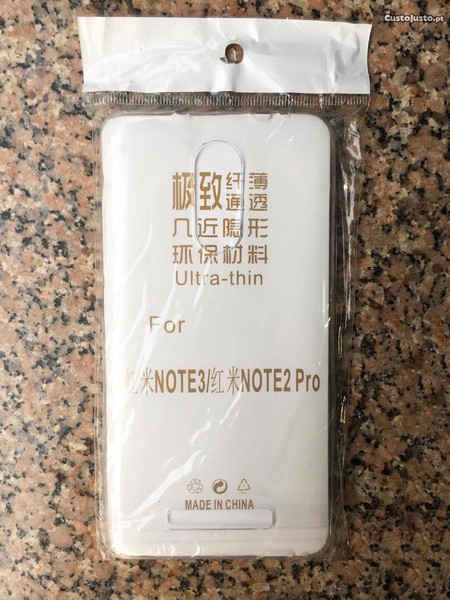 CustoJusto.pt
极致纤薄
通透
几近隐形
环保材料
Ultra-thin
For
红米NOTE3/红米NOTE2 Pro
MADE IN CHINA